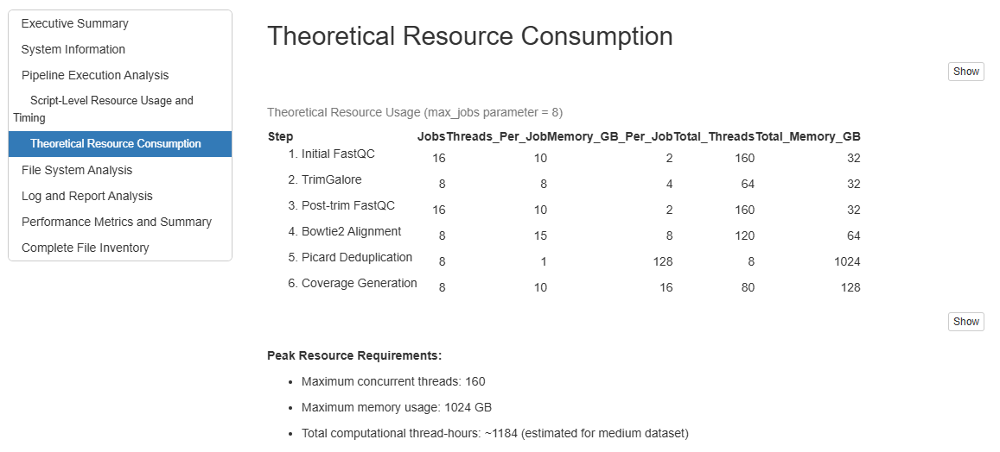 Executive Summary
System Information
Pipeline Execution Analysis
Script-Level Resource Usage and
Timing
Theoretical Resource Consumption
File System Analysis
Log and Report Analysis
Performance Metrics and Summary
Complete File Inventory
Theoretical Resource Consumption
Show
Theoretical Resource Usage (max_jobs parameter = 8)
Step Jobs Threads_Per_Job Memory_GB_Per_Job Total_Threads Total_Memory_GB
1. Initial FastQC 16 10 2 160 32
2. TrimGalore 8 8 4 64 32
3. Post-trim FastQC 16 10 2 160 32
4. Bowtie2 Alignment 8 15 8 120 64
5. Picard Deduplication 8 1 128 8 1024
6. Coverage Generation 8 10 16 80 128
Show
Peak Resource Requirements:
• Maximum concurrent threads: 160
• Maximum memory usage: 1024 GB
• Total computational thread-hours: ~1184 (estimated for medium dataset)